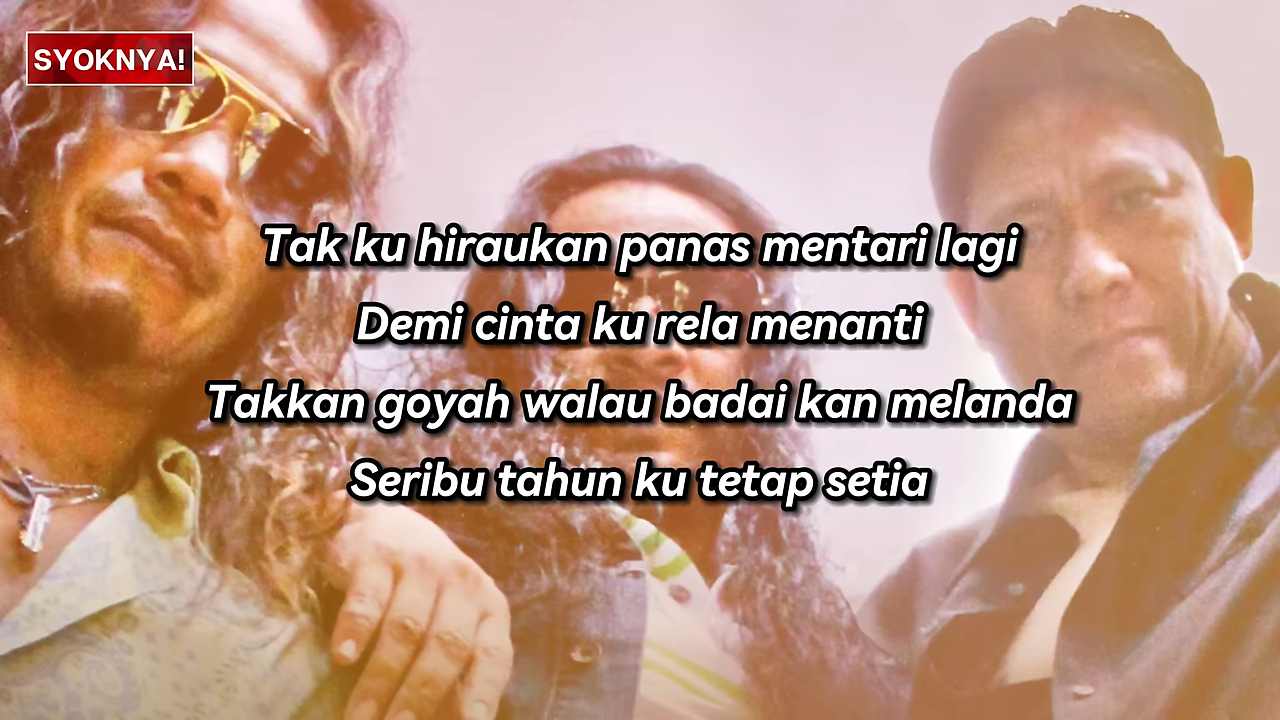 SYOKNYA!
Tak ku hiraukan panas mentari lagi
Demi cinta ku rela menanti
Takkan goyah walau badai kan melanda
Seribu tahun ku tetap setia